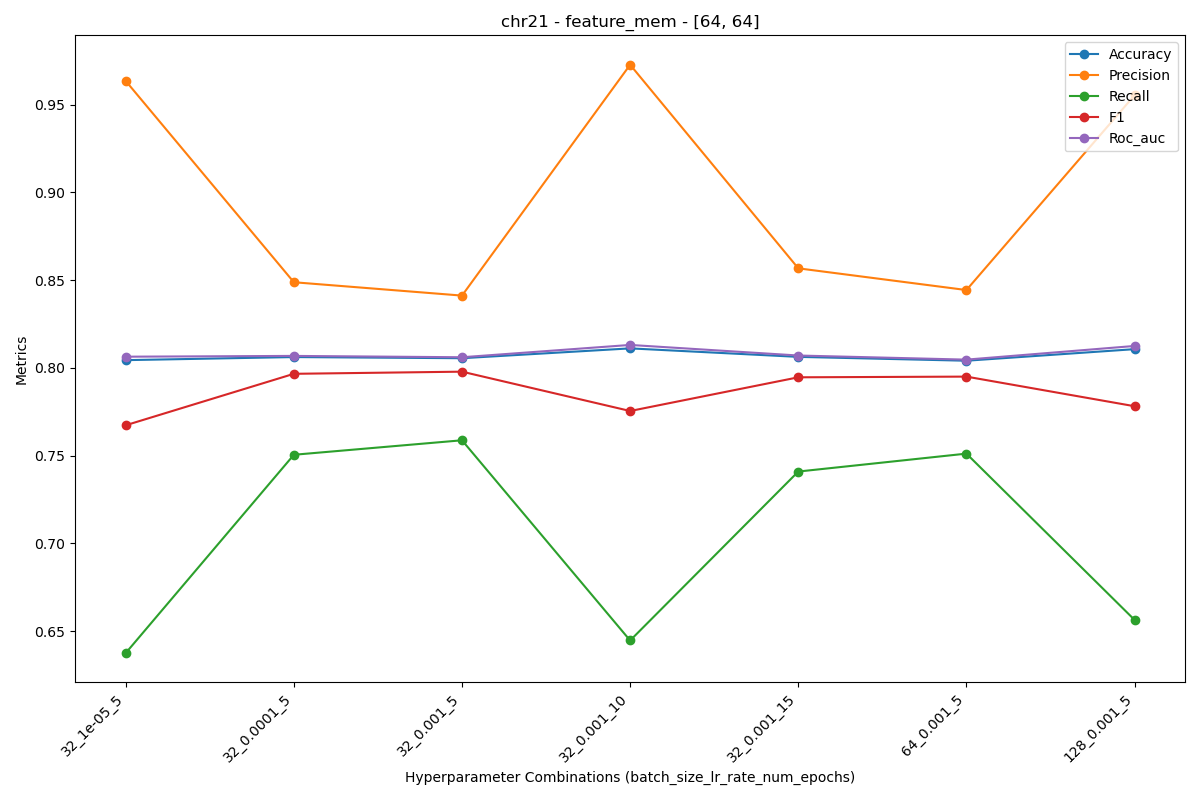 chr21 - feature_mem - [64, 64]
Accuracy
Precision
Recall
F1
Roc_auc
Metrics
0.95
0.90
0.85
0.80
0.75
0.70
0.65
32_1e-05_5
32_0.0001_5
32_0.001_5
32_0.001_10
32_0.001_15
64_0.001_5
128_0.001_5
Hyperparameter Combinations (batch_size_lr_rate_num_epochs)